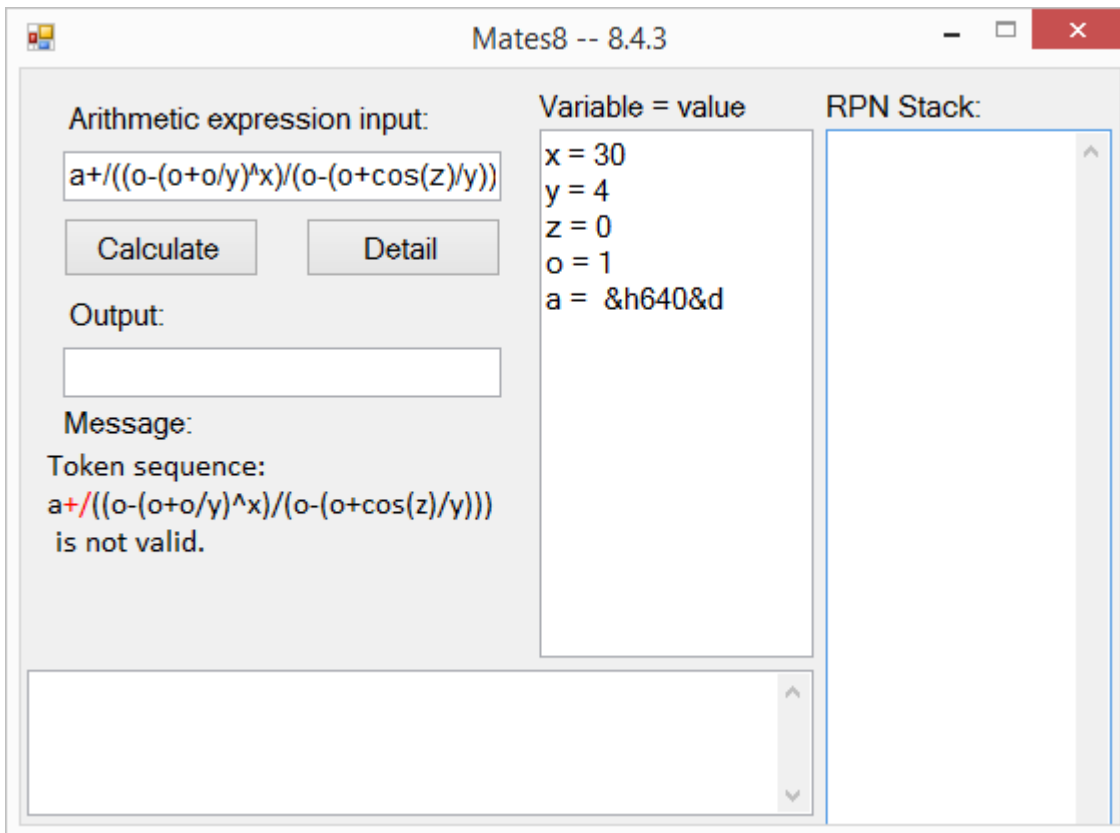 Mates8 -- 8.4.3
Arithmetic expression input:
a+/((o-(o+o/y)^x)/(o-(o+cos(z)/y))
Calculate
Detail
Output:
Message:
Token sequence:
a+/((o-(o+o/y)^x)/(o-(o+cos(z)/y)))
is not valid.
Variable = value
x = 30
y = 4
z = 0
o = 1
a =  &h640&d
RPN Stack: